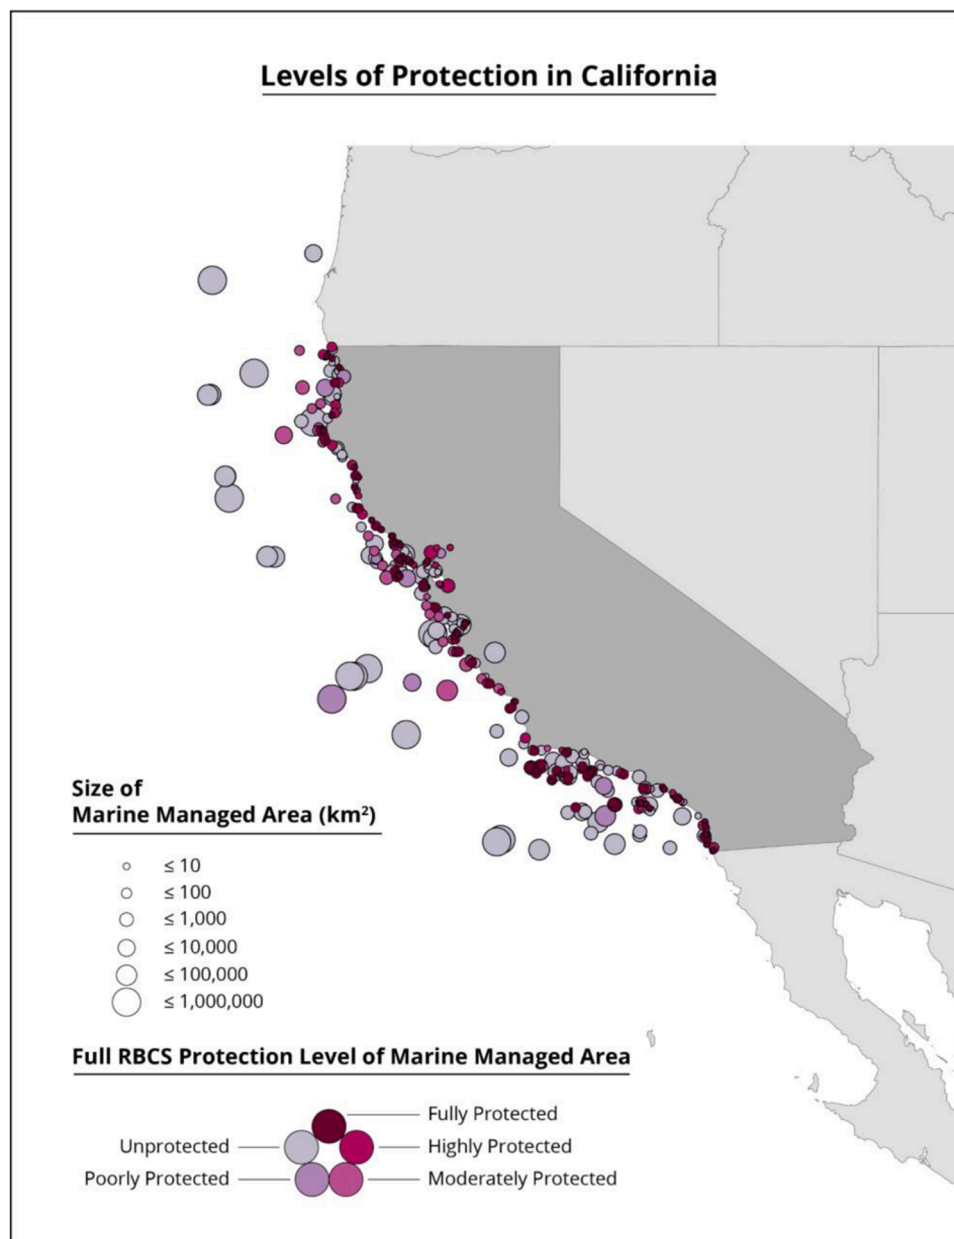 Levels of Protection in California
Size of
Marine Managed Area (km²)
≤ 10
≤ 100
≤ 1,000
≤ 10,000
≤ 100,000
≤ 1,000,000
Full RBCS Protection Level of Marine Managed Area
Fully Protected
Unprotected
Highly Protected
Poorly Protected
Moderately Protected